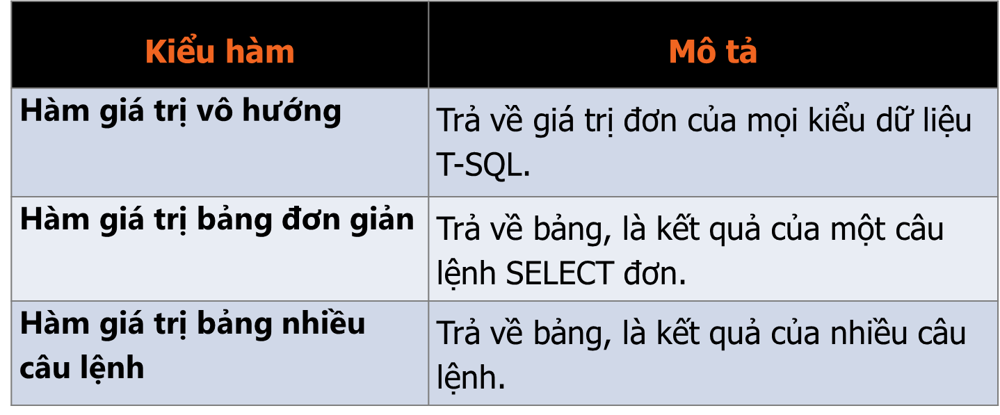 Kiểu hàm
Mô tả
Hàm giá trị vô hướng
Trả về giá trị đơn của mọi kiểu dữ liệu
T-SQL.
Hàm giá trị bảng đơn giản
Trả về bảng, là kết quả của một câu
lệnh SELECT đơn.
Hàm giá trị bảng nhiều
câu lệnh
Trả về bảng, là kết quả của nhiều câu
lệnh.